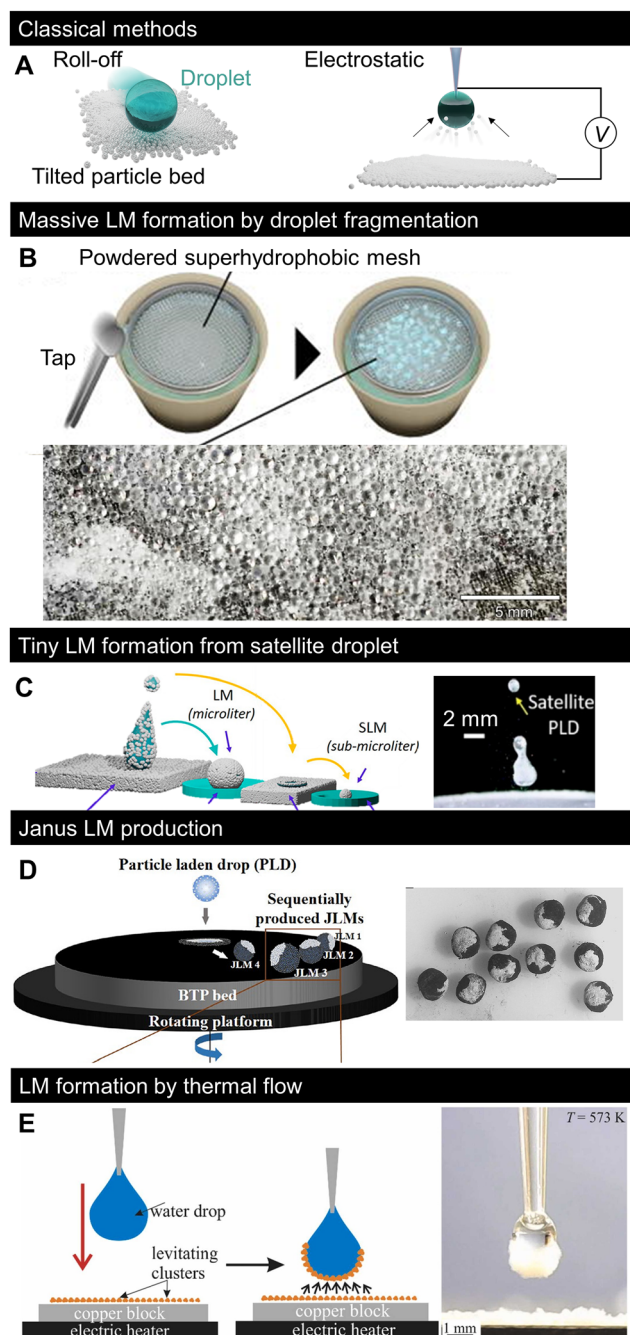 Classical methods
A
Roll-off
Droplet
Tilted particle bed
Electrostatic
V
Massive LM formation by droplet fragmentation
B
Powdered superhydrophobic mesh
Tap
5 mm
Tiny LM formation from satellite droplet
C
LM
(microliter)
SLM
(sub-microliter)
2 mm
Satellite
PLD
Janus LM production
D
Particle laden drop (PLD)
Sequentially
produced JLMs
JLM 1
JLM 2
JLM 3
JLM 4
BTP bed
Rotating platform
LM formation by thermal flow
E
water drop
levitating
clusters
copper block
electric heater
copper block
electric heater
T = 573 K
1 mm